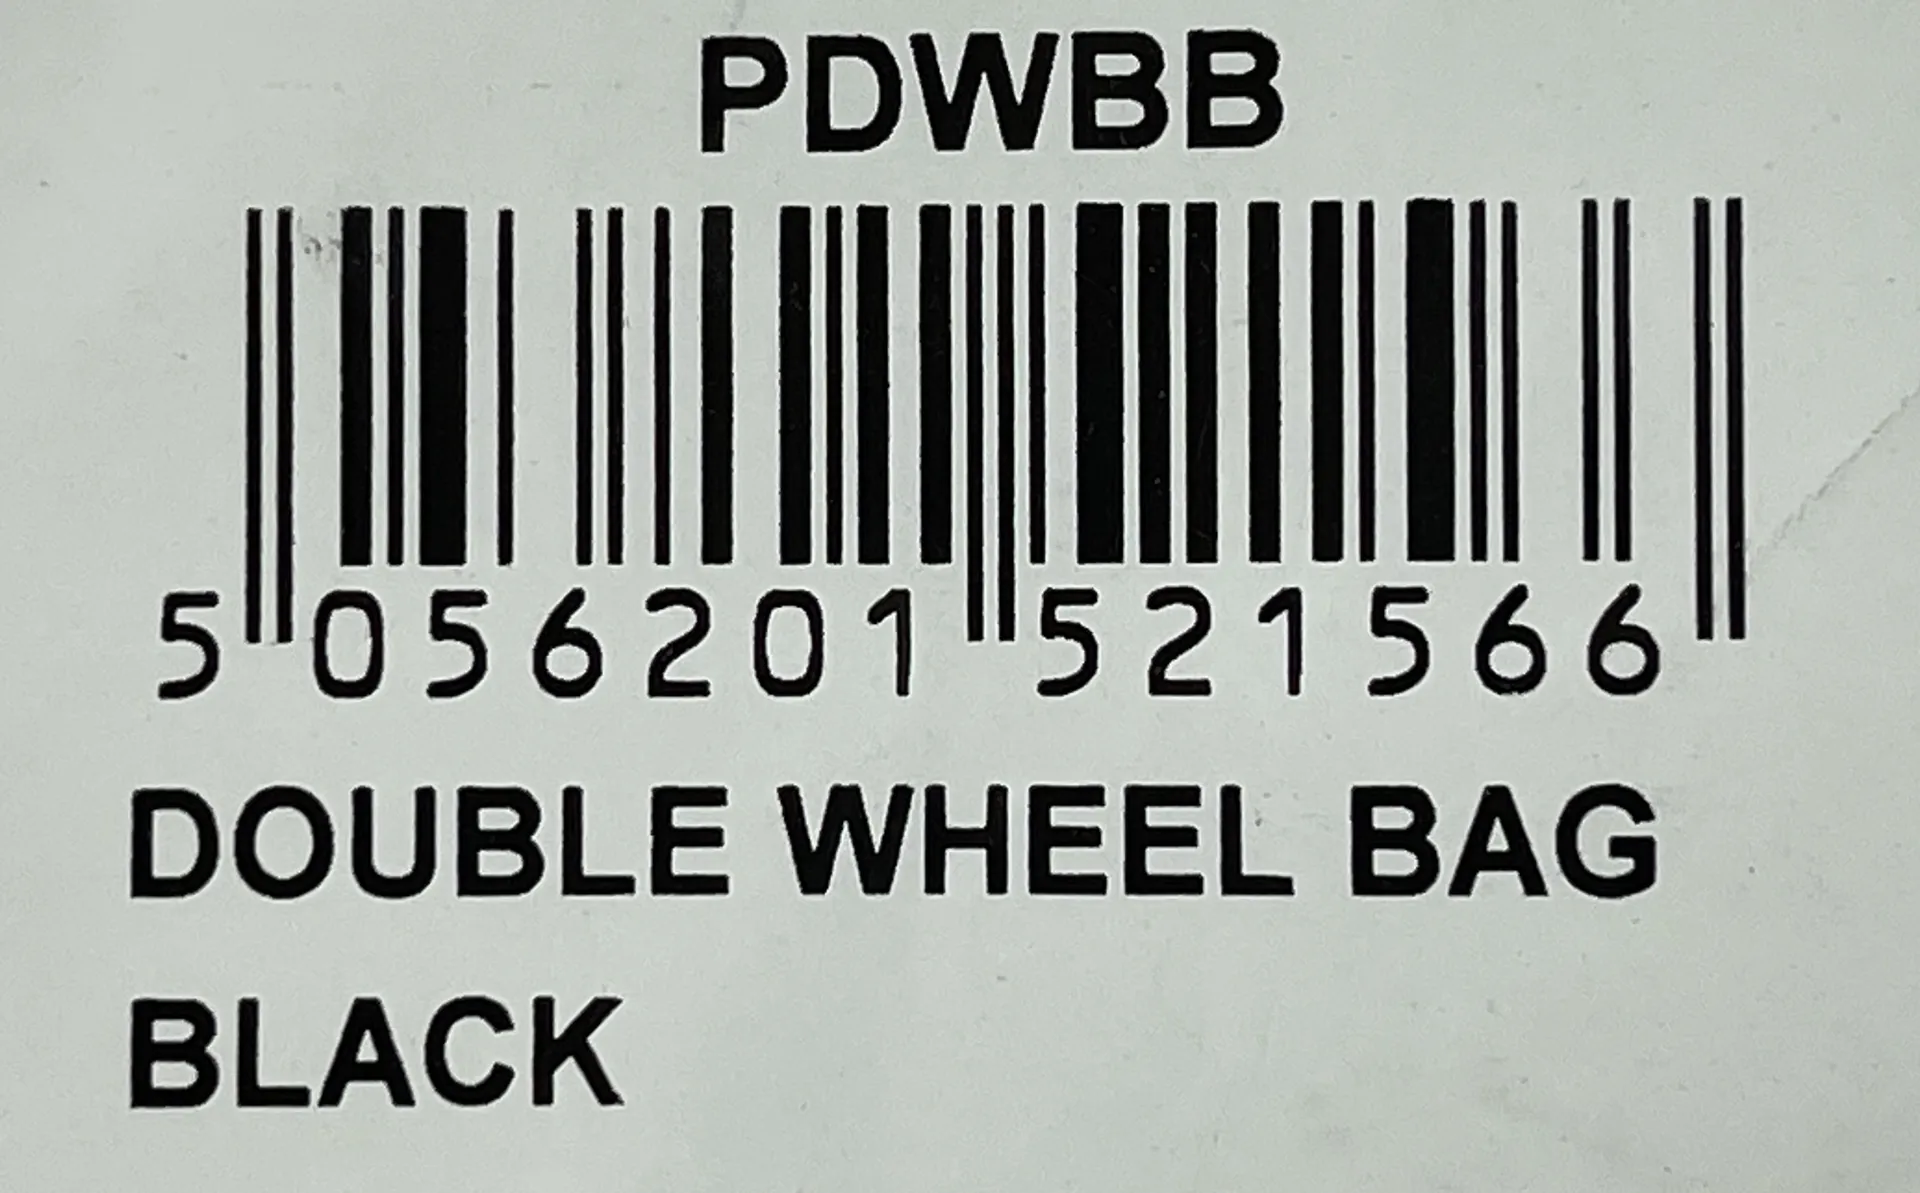 PDWBB
5 056201 521566
DOUBLE WHEEL BAG
BLACK